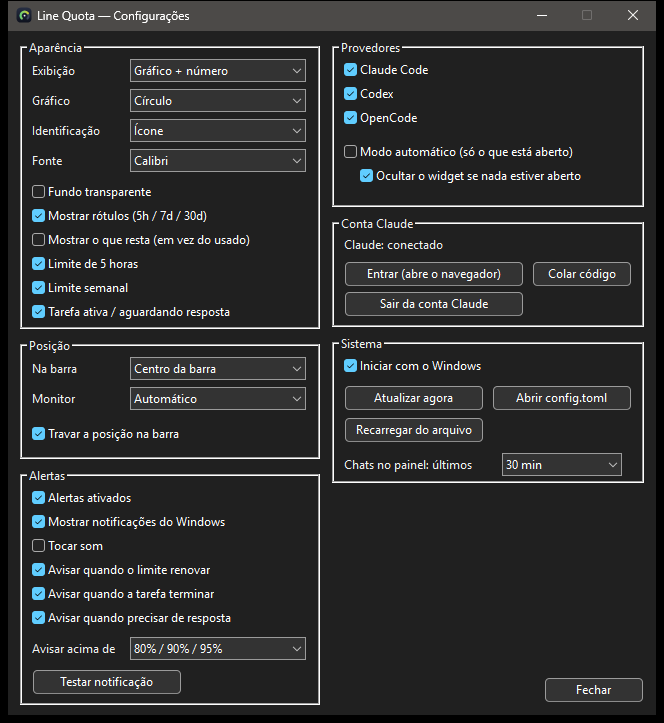 Line Quota — Configurações
Aparência
Exibição Gráfico + número
Gráfico Círculo
Identificação Ícone
Fonte Calibri
Fundo transparente
Mostrar rótulos (5h / 7d / 30d)
Mostrar o que resta (em vez do usado)
Limite de 5 horas
Limite semanal
Tarefa ativa / aguardando resposta
Posição
Na barra Centro da barra
Monitor Automático
Travar a posição na barra
Alertas
Alertas ativados
Mostrar notificações do Windows
Tocar som
Avisar quando o limite renovar
Avisar quando a tarefa terminar
Avisar quando precisar de resposta
Avisar acima de 80% / 90% / 95%
Testar notificação
Provedores
Claude Code
Codex
OpenCode
Modo automático (só o que está aberto)
Ocultar o widget se nada estiver aberto
Conta Claude
Claude: conectado
Entrar (abre o navegador) Colar código
Sair da conta Claude
Sistema
Iniciar com o Windows
Atualizar agora Abrir config.toml
Recarregar do arquivo
Chats no painel: últimos 30 min
Fechar